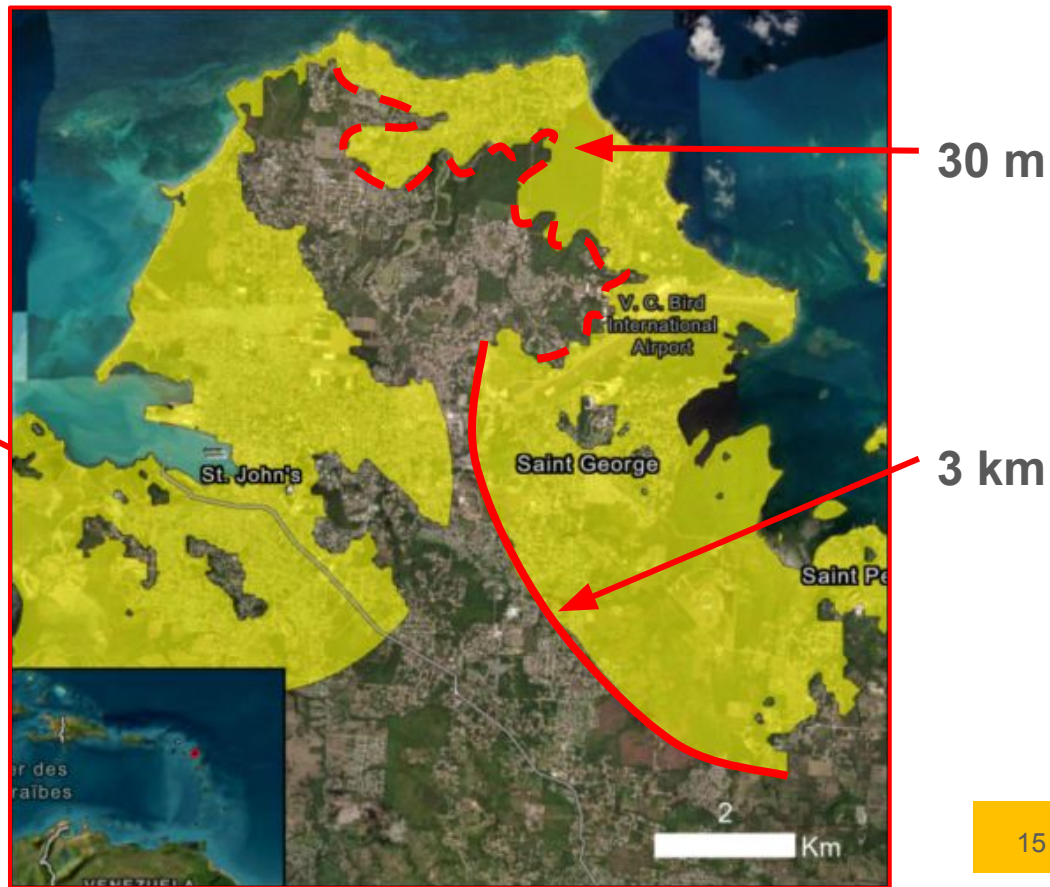 30 m
V. C. Bird
International
Airport
St. John's
Saint George
3 km
Saint Pe
er des
raïbes
VENEZUELA
2
Km
15